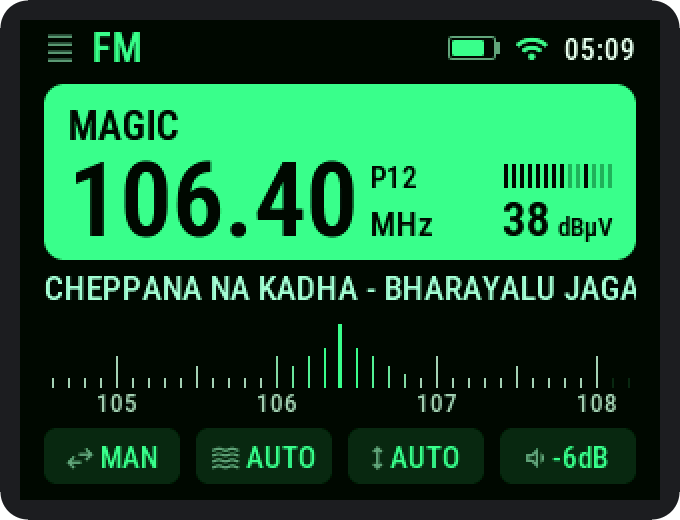 FM 05:09
MAGIC
106.40 P12 MHz 38 dBµV
CHEPPANA NA KADHA - BHARAYALU JAGA
105 106 107 108
MAN AUTO AUTO -6dB